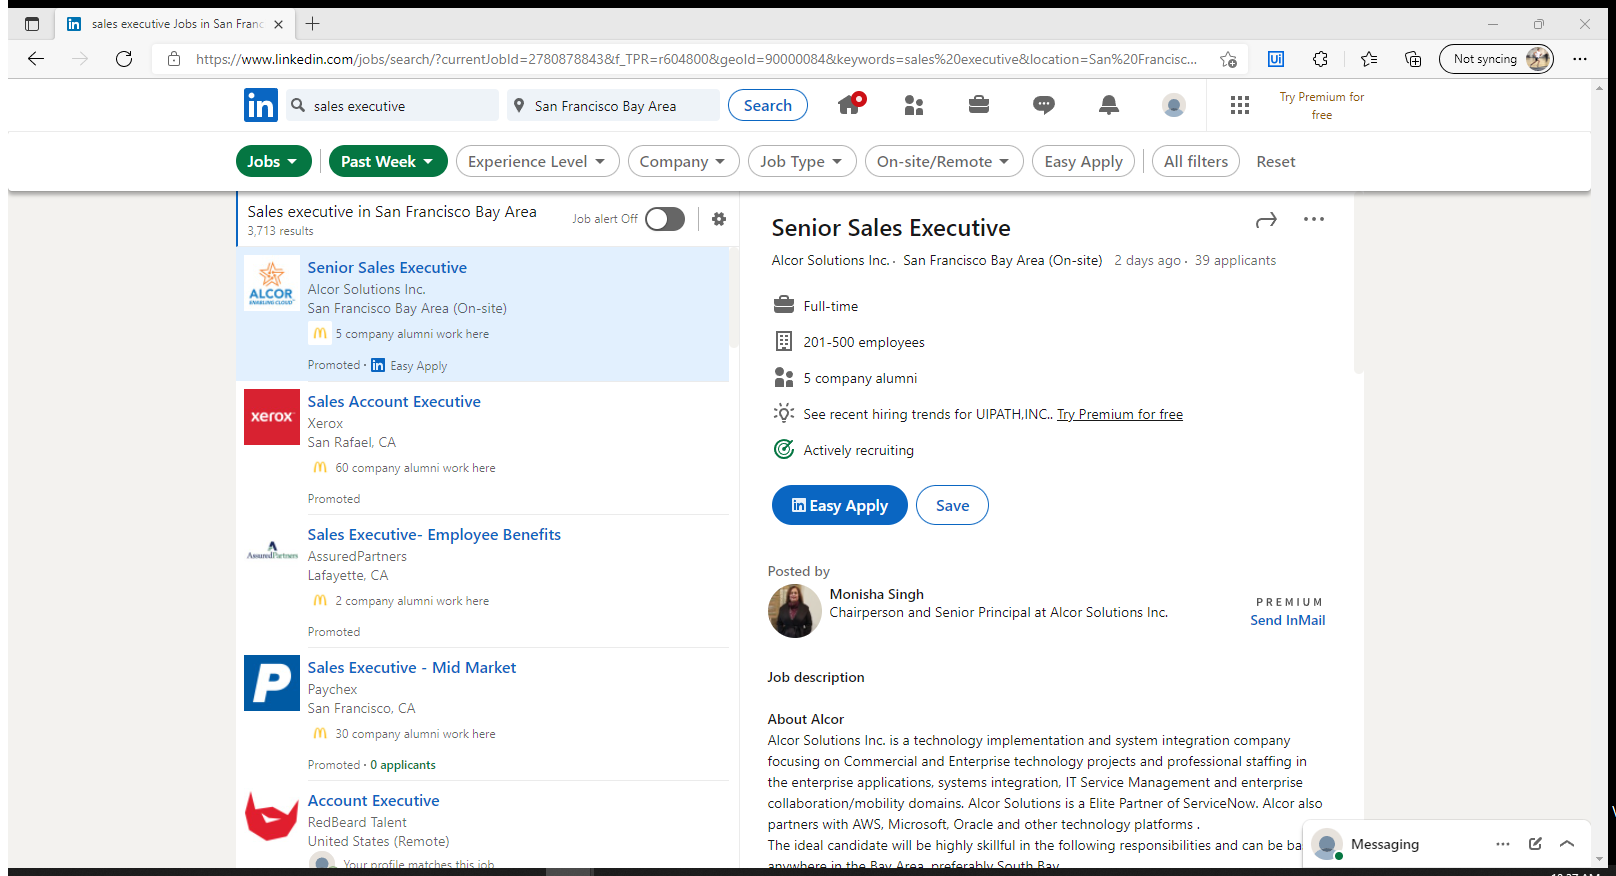 sales executive Jobs in San Franc
https://www.linkedin.com/jobs/search/?currentJobId=2780878843&f_TPR=r604800&geoId=90000084&keywords=sales%20executive&location=San%20Francisc...
Not syncing
in
sales executive
San Francisco Bay Area
Search
Try Premium for
free
Jobs
Past Week
Experience Level
Company
Job Type
On-site/Remote
Easy Apply
All filters
Reset
Sales executive in San Francisco Bay Area
3,713 results
Job alert Off
ALCOR
ENABLING CLOUD
Senior Sales Executive
Alcor Solutions Inc.
San Francisco Bay Area (On-site)
5 company alumni work here
Promoted · in Easy Apply
xerox
Sales Account Executive
Xerox
San Rafael, CA
60 company alumni work here
Promoted
AssuredPartners
Sales Executive- Employee Benefits
AssuredPartners
Lafayette, CA
2 company alumni work here
Promoted
P
Sales Executive - Mid Market
Paychex
San Francisco, CA
30 company alumni work here
Promoted · 0 applicants
Account Executive
RedBeard Talent
United States (Remote)
Your profile matches this job
Senior Sales Executive
Alcor Solutions Inc. · San Francisco Bay Area (On-site) 2 days ago · 39 applicants
Full-time
201-500 employees
5 company alumni
See recent hiring trends for UIPATH,INC.. Try Premium for free
Actively recruiting
in Easy Apply
Save
Posted by
Monisha Singh
Chairperson and Senior Principal at Alcor Solutions Inc.
PREMIUM
Send InMail
Job description
About Alcor
Alcor Solutions Inc. is a technology implementation and system integration company
focusing on Commercial and Enterprise technology projects and professional staffing in
the enterprise applications, systems integration, IT Service Management and enterprise
collaboration/mobility domains. Alcor Solutions is a Elite Partner of ServiceNow. Alcor also
partners with AWS, Microsoft, Oracle and other technology platforms .
The ideal candidate will be highly skillful in the following responsibilities and can be ba
anywhere in the Bay Area, preferably South Bay
Messaging